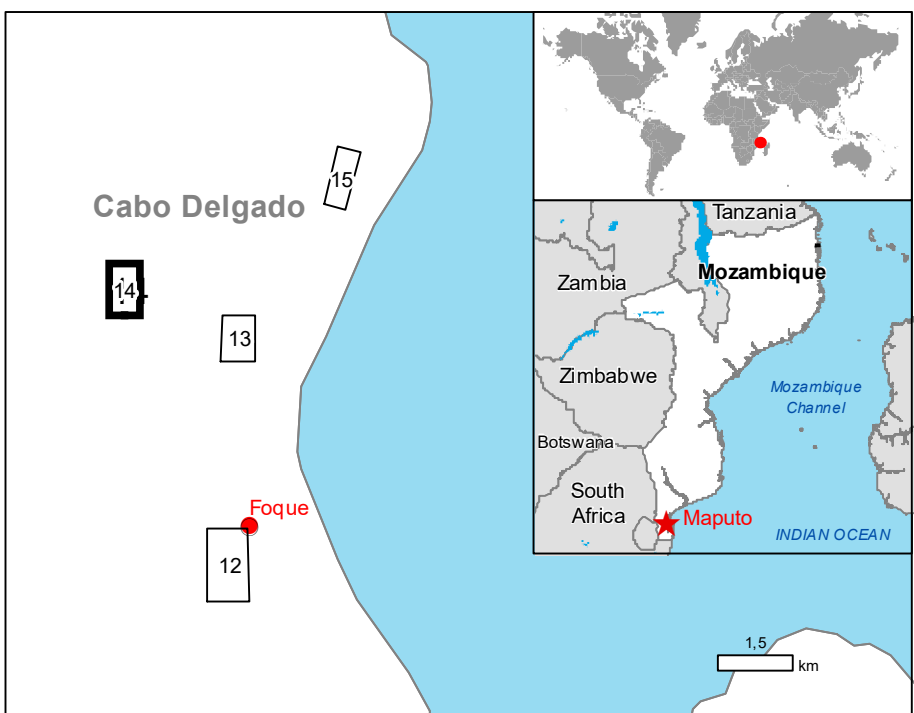 15
Cabo Delgado
14
13
Foque
12
Tanzania
Zambia
Mozambique
Zimbabwe
Mozambique
Channel
Botswana
South
Africa
Maputo
INDIAN OCEAN
1,5
km